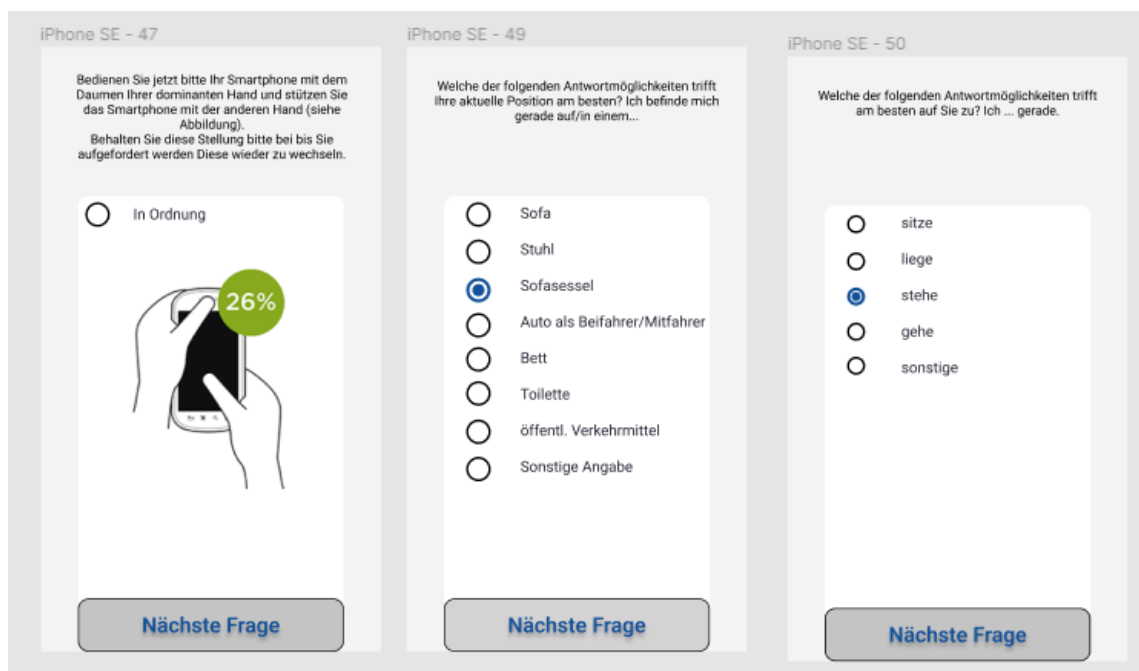 iPhone SE - 47
Bedienen Sie jetzt bitte Ihr Smartphone mit dem
Daumen Ihrer dominanten Hand und stützen Sie
das Smartphone mit der anderen Hand (siehe
Abbildung).
Behalten Sie diese Stellung bitte bei bis Sie
aufgefordert werden Diese wieder zu wechseln.
In Ordnung
26%
Nächste Frage
iPhone SE - 49
Welche der folgenden Antwortmöglichkeiten trifft
Ihre aktuelle Position am besten? Ich befinde mich
gerade auf/in einem...
Sofa
Stuhl
Sofasessel
Auto als Beifahrer/Mitfahrer
Bett
Toilette
öffentl. Verkehrmittel
Sonstige Angabe
Nächste Frage
iPhone SE - 50
Welche der folgenden Antwortmöglichkeiten trifft
am besten auf Sie zu? Ich ... gerade.
sitze
liege
stehe
gehe
sonstige
Nächste Frage